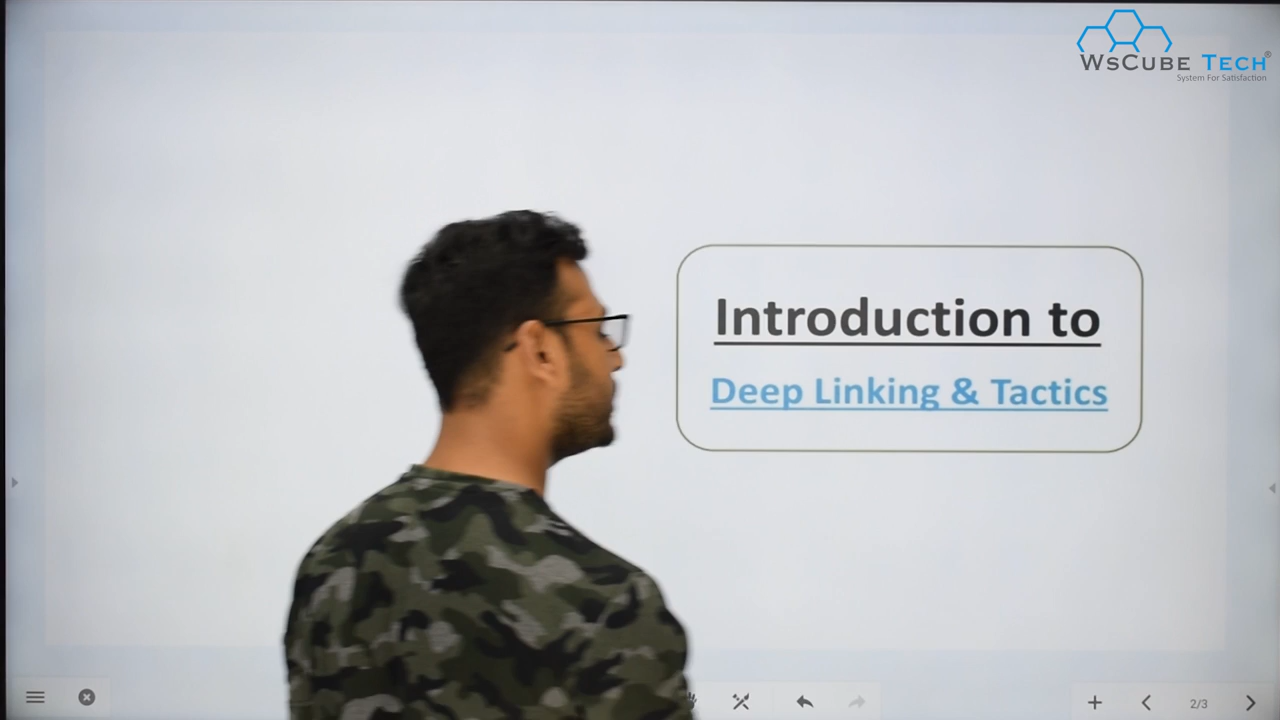 WsCube Tech®
System For Satisfaction
Introduction to
Deep Linking & Tactics
2/3